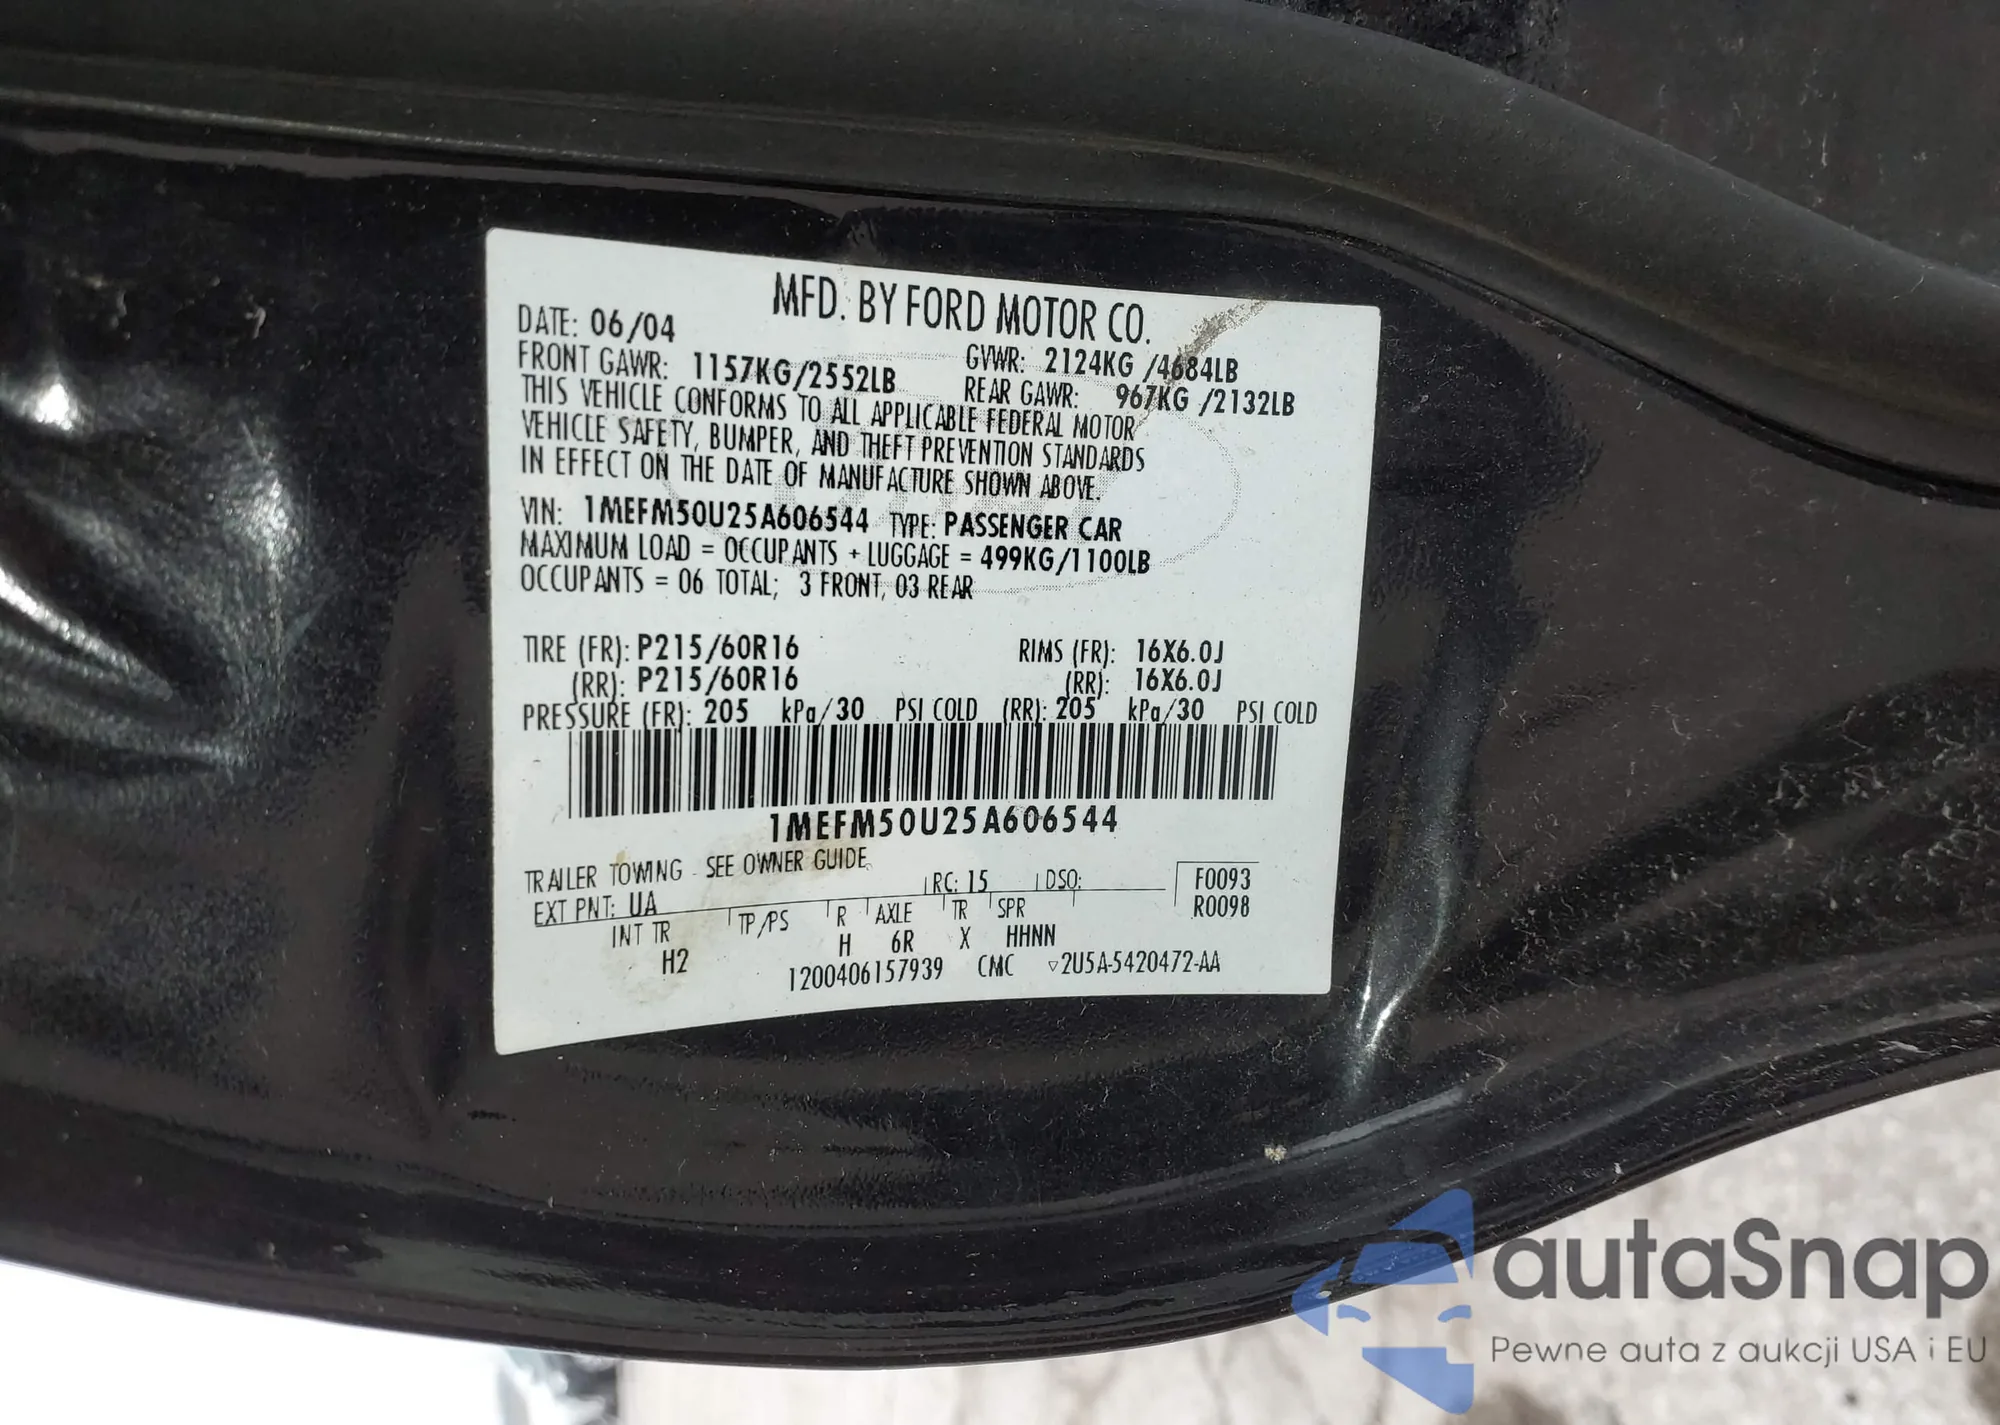 MFD. BY FORD MOTOR CO.
DATE: 06/04
GVWR: 2124KG /4684LB
FRONT GAWR: 1157KG/2552LB
REAR GAWR: 967KG /2132LB
THIS VEHICLE CONFORMS TO ALL APPLICABLE FEDERAL MOTOR
VEHICLE SAFETY, BUMPER, AND THEFT PREVENTION STANDARDS
IN EFFECT ON THE DATE OF MANUFACTURE SHOWN ABOVE.
VIN: 1MEFM50U25A606544 TYPE: PASSENGER CAR
MAXIMUM LOAD = OCCUPANTS + LUGGAGE = 499KG/1100LB
OCCUPANTS = 06 TOTAL; 3 FRONT, 03 REAR
TIRE (FR): P215/60R16 RIMS (FR): 16X6.0J
(RR): P215/60R16 (RR): 16X6.0J
PRESSURE (FR): 205 kPa/30 PSI COLD (RR): 205 kPa/30 PSI COLD
1MEFM50U25A606544
TRAILER TOWING - SEE OWNER GUIDE
EXT PNT: UA RC: 15 DSO: F0093
R0098
INT TR TP/PS R AXLE TR SPR
H2 H 6R X HHNN
1200406157939 CMC ▽2U5A-5420472-AA
autaSnap
Pewne auta z aukcji USA i EU